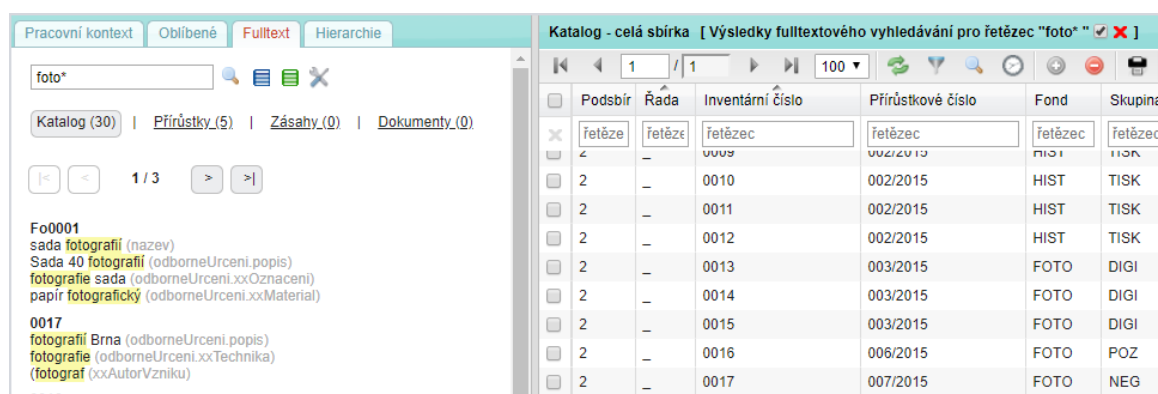 Pracovní kontext Oblíbené Fulltext Hierarchie
foto*
Katalog (30) | Přírůstky (5) | Zásahy (0) | Dokumenty (0)
|< < 1 / 3 > >|
Fo0001
sada fotografií (nazev)
Sada 40 fotografií (odborneUrceni.popis)
fotografie sada (odborneUrceni.xxOznaceni)
papír fotografický (odborneUrceni.xxMaterial)
0017
fotografií Brna (odborneUrceni.popis)
fotografie (odborneUrceni.xxTechnika)
(fotograf (xxAutorVzniku)
Katalog - celá sbírka [ Výsledky fulltextového vyhledávání pro řetězec "foto* " ]
1 / 1 100
Podsbír Řada Inventární číslo Přírůstkové číslo Fond Skupina
řetěze řetěze řetězec řetězec řetězec řetězec
2 _ 0009 002/2015 HIST TISK
2 _ 0010 002/2015 HIST TISK
2 _ 0011 002/2015 HIST TISK
2 _ 0012 002/2015 HIST TISK
2 _ 0013 003/2015 FOTO DIGI
2 _ 0014 003/2015 FOTO DIGI
2 _ 0015 003/2015 FOTO DIGI
2 _ 0016 006/2015 FOTO POZ
2 _ 0017 007/2015 FOTO NEG